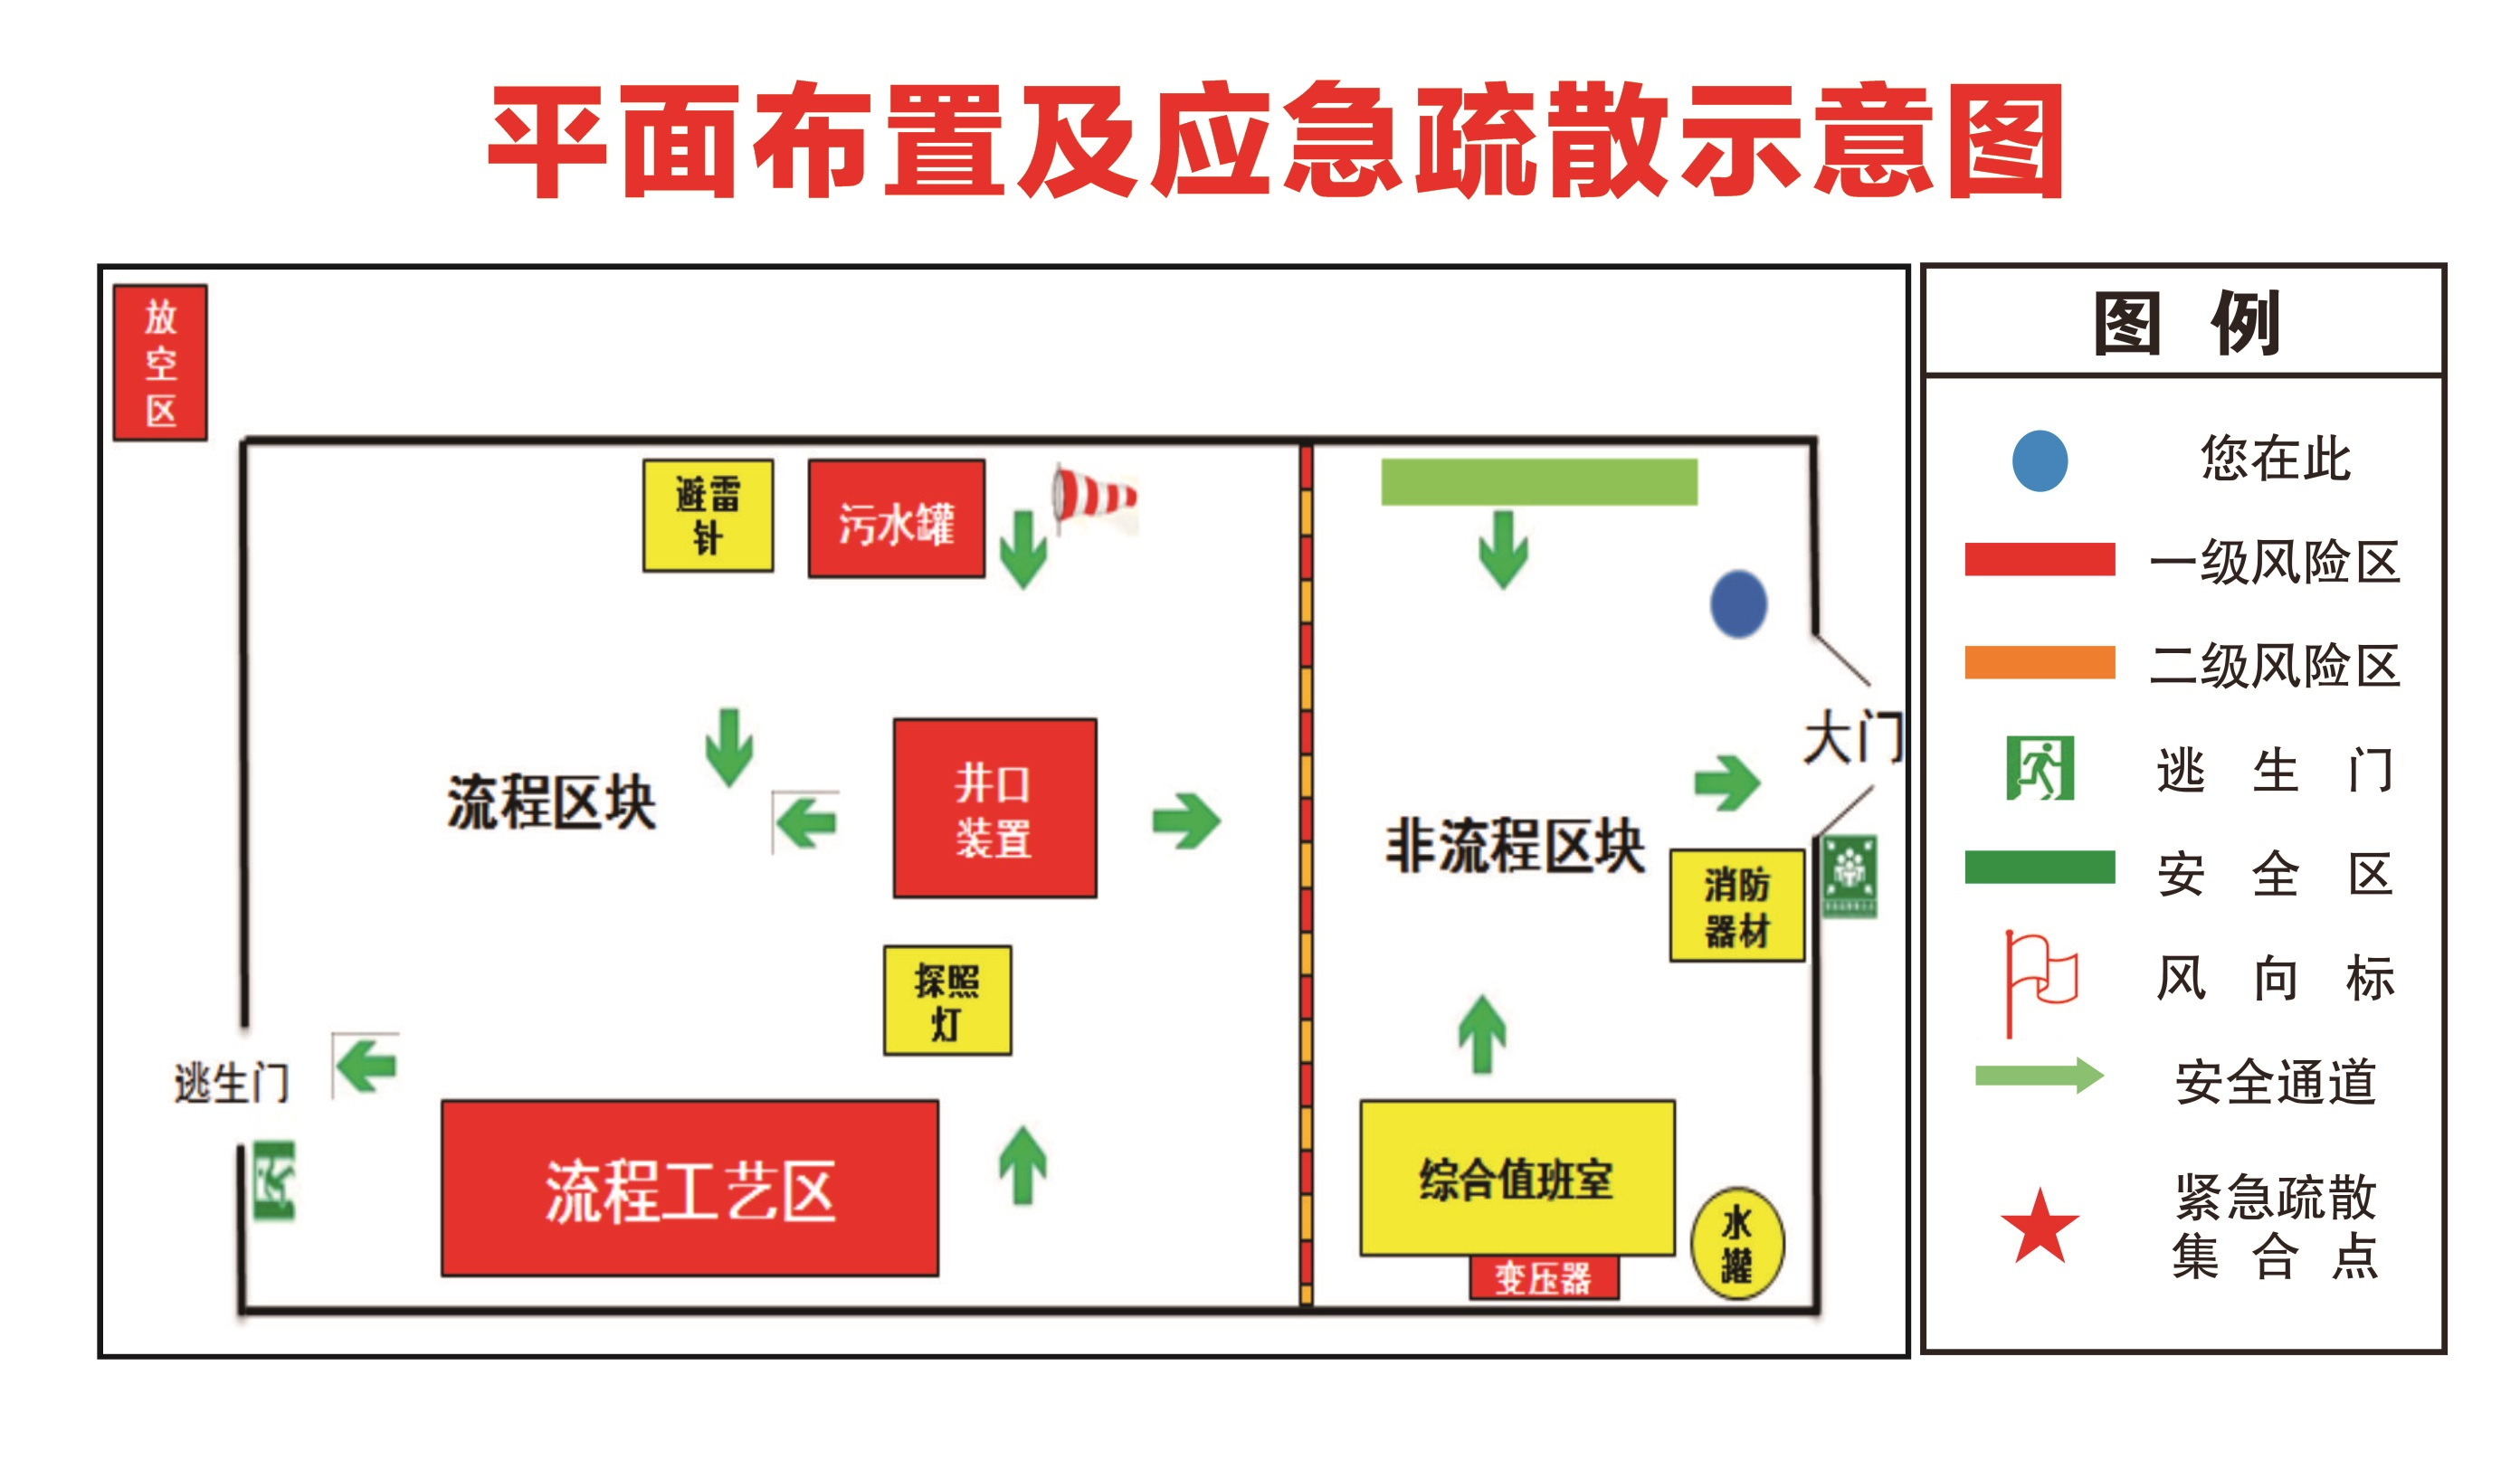 平面布置及应急疏散示意图
放
空
区
避雷
针
污水罐
流程区块
井口
装置
非流程区块
大门
消防
器材
探照
灯
逃生门
流程工艺区
综合值班室
变压器
水
罐
图 例
您在此
一级风险区
二级风险区
逃 生 门
安 全 区
风 向 标
安全通道
紧急疏散
集 合 点